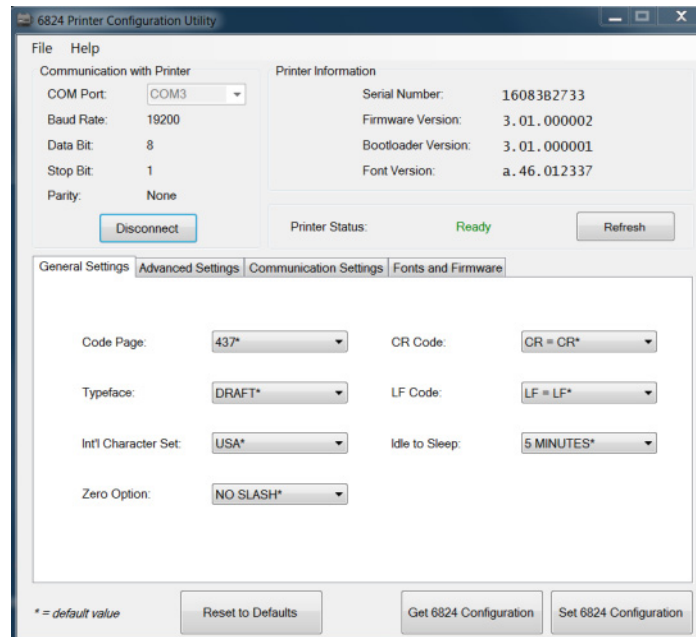 6824 Printer Configuration Utility
File Help
Communication with Printer
COM Port: COM3
Baud Rate: 19200
Data Bit: 8
Stop Bit: 1
Parity: None
Disconnect
Printer Information
Serial Number: 1608382733
Firmware Version: 3.01.000002
Bootloader Version: 3.01.000001
Font Version: a.46.012337
Printer Status: Ready Refresh
General Settings Advanced Settings Communication Settings Fonts and Firmware
Code Page: 437* CR Code: CR = CR*
Typeface: DRAFT* LF Code: LF = LF*
Int'l Character Set: USA* Idle to Sleep: 5 MINUTES*
Zero Option: NO SLASH*
* = default value Reset to Defaults Get 6824 Configuration Set 6824 Configuration